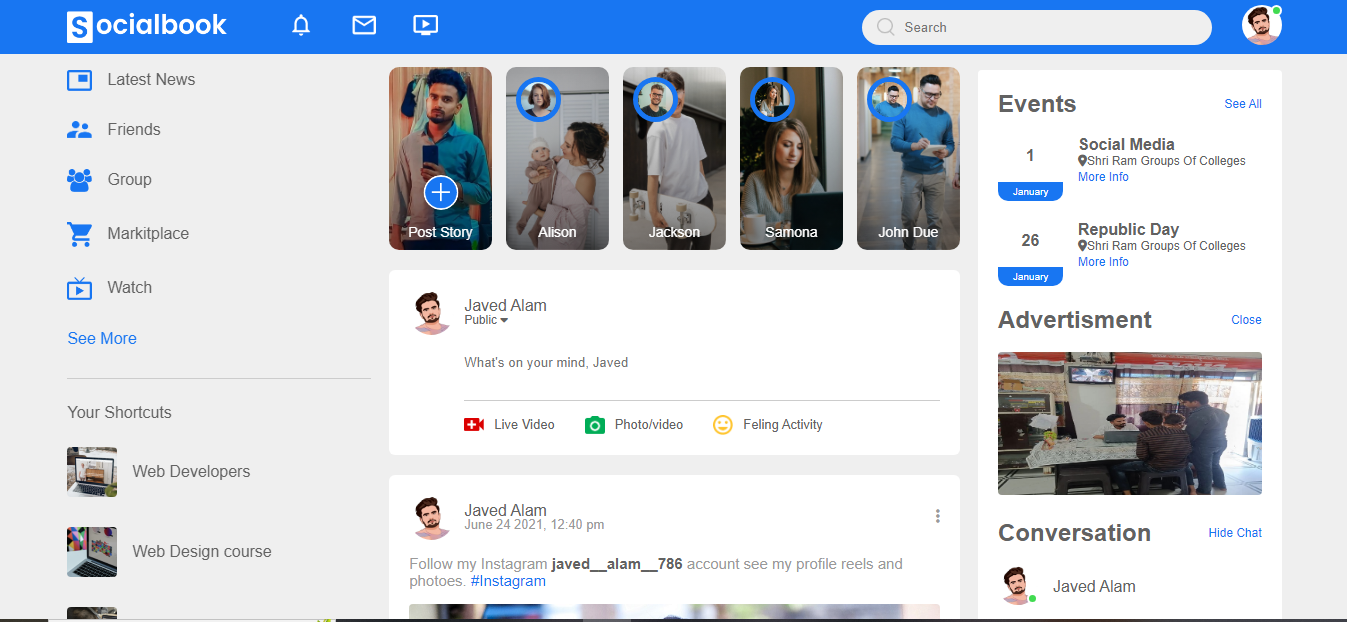 Socialbook
Search
Latest News
Friends
Group
Markitplace
Watch
See More
Your Shortcuts
Web Developers
Web Design course
Post Story
Alison
Jackson
Samona
John Due
Javed Alam
Public
What's on your mind, Javed
Live Video
Photo/video
Feling Activity
Javed Alam
June 24 2021, 12:40 pm
Follow my Instagram javed__alam__786 account see my profile reels and
photoes. #Instagram
Events
See All
1
January
Social Media
Shri Ram Groups Of Colleges
More Info
26
January
Republic Day
Shri Ram Groups Of Colleges
More Info
Advertisment
Close
Conversation
Hide Chat
Javed Alam